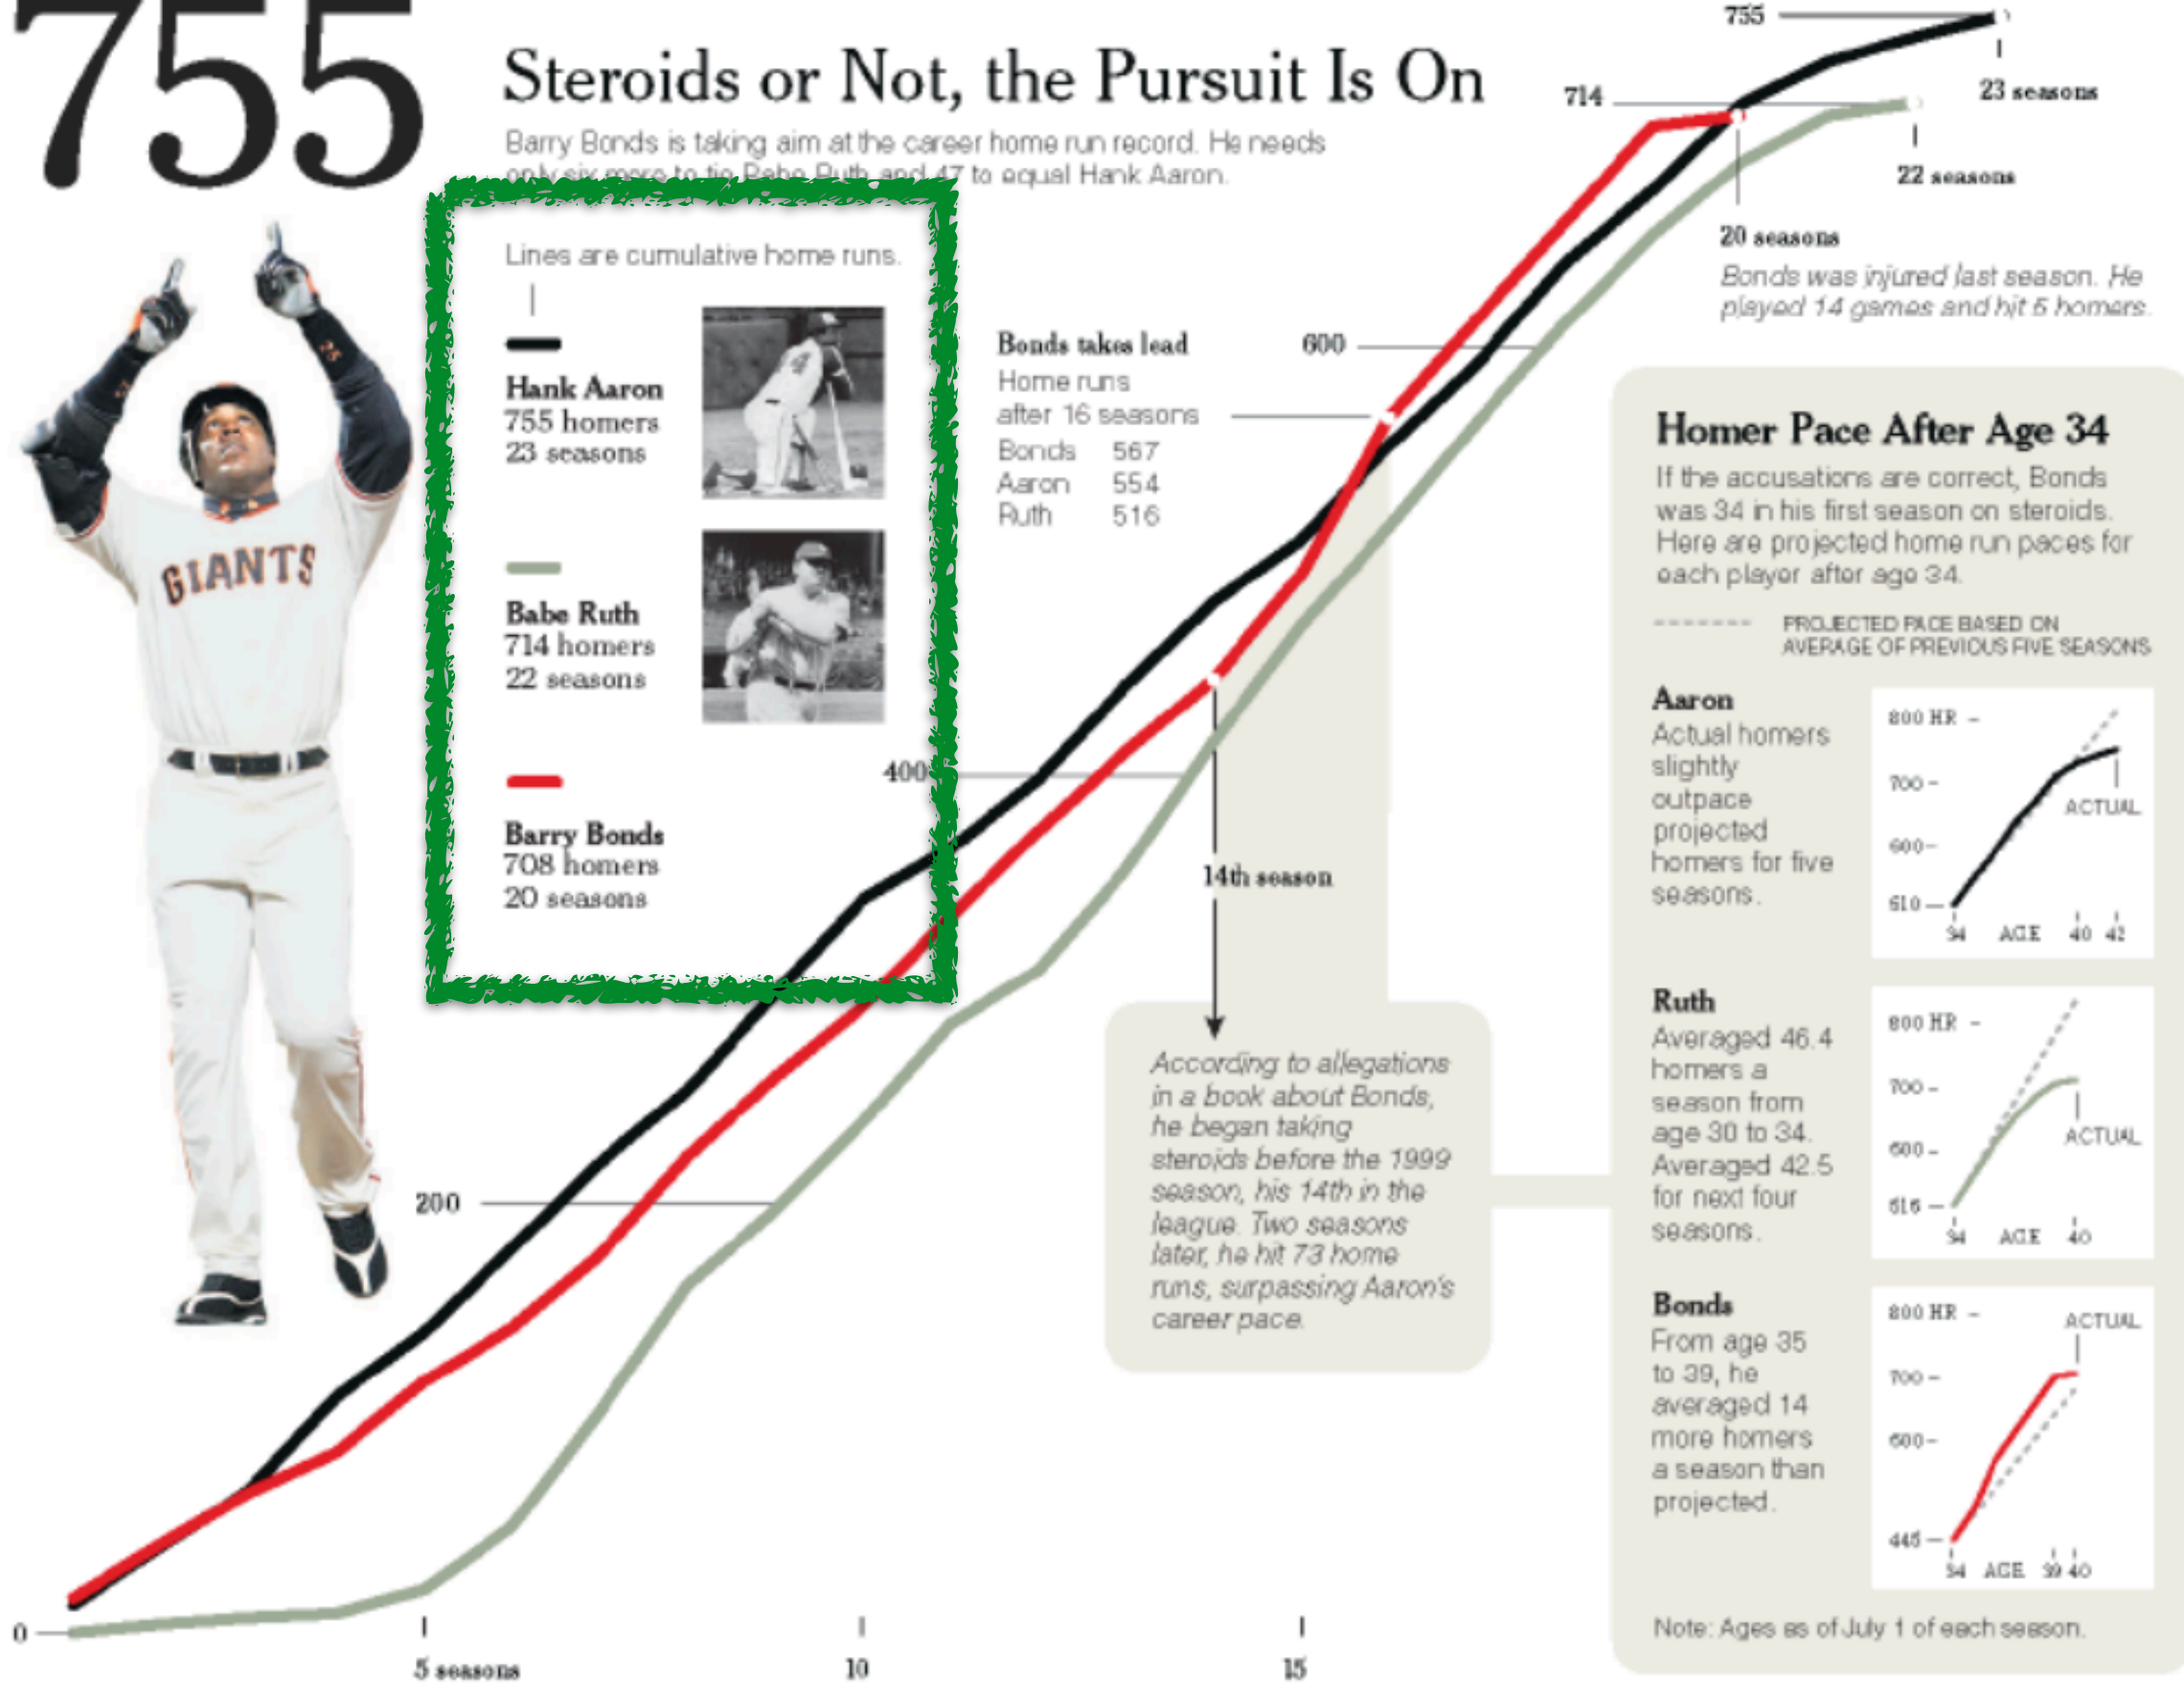 755
Steroids or Not, the Pursuit Is On
Barry Bonds is taking aim at the career home run record. He needs
only six more to tie Babe Ruth and 47 to equal Hank Aaron.
Lines are cumulative home runs.
Hank Aaron
755 homers
23 seasons
Babe Ruth
714 homers
22 seasons
Barry Bonds
708 homers
20 seasons
GIANTS
25
Bonds takes lead
Home runs
after 16 seasons
Bonds 567
Aaron 554
Ruth 516
755
714
600
400
200
0
5 seasons
10
15
23 seasons
22 seasons
20 seasons
Bonds was injured last season. He
played 14 games and hit 5 homers.
14th season
According to allegations
in a book about Bonds,
he began taking
steroids before the 1999
season, his 14th in the
league. Two seasons
later, he hit 73 home
runs, surpassing Aaron's
career pace.
Homer Pace After Age 34
If the accusations are correct, Bonds
was 34 in his first season on steroids.
Here are projected home run paces for
each player after age 34.
PROJECTED PACE BASED ON
AVERAGE OF PREVIOUS FIVE SEASONS
Aaron
Actual homers
slightly
outpace
projected
homers for five
seasons.
800 HR
700
600
510
34 AGE 40 42
ACTUAL
Ruth
Averaged 46.4
homers a
season from
age 30 to 34.
Averaged 42.5
for next four
seasons.
800 HR
700
600
516
34 AGE 40
ACTUAL
Bonds
From age 35
to 39, he
averaged 14
more homers
a season than
projected.
800 HR
700
600
445
34 AGE 39 40
ACTUAL
Note: Ages as of July 1 of each season.